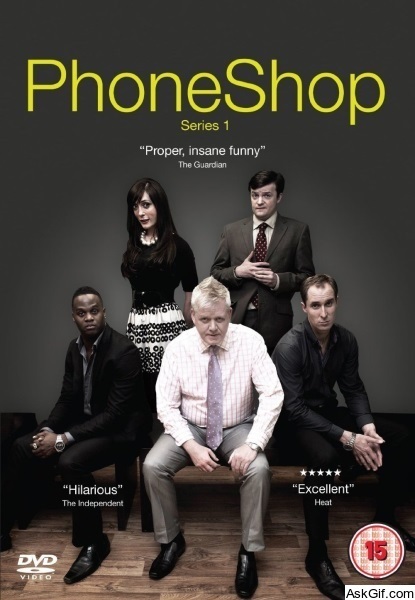 PhoneShop
Series 1
“Proper, insane funny”
The Guardian
★★★★★
“Hilarious”
The Independent
“Excellent”
Heat
DVD
VIDEO
15
AskGif.com